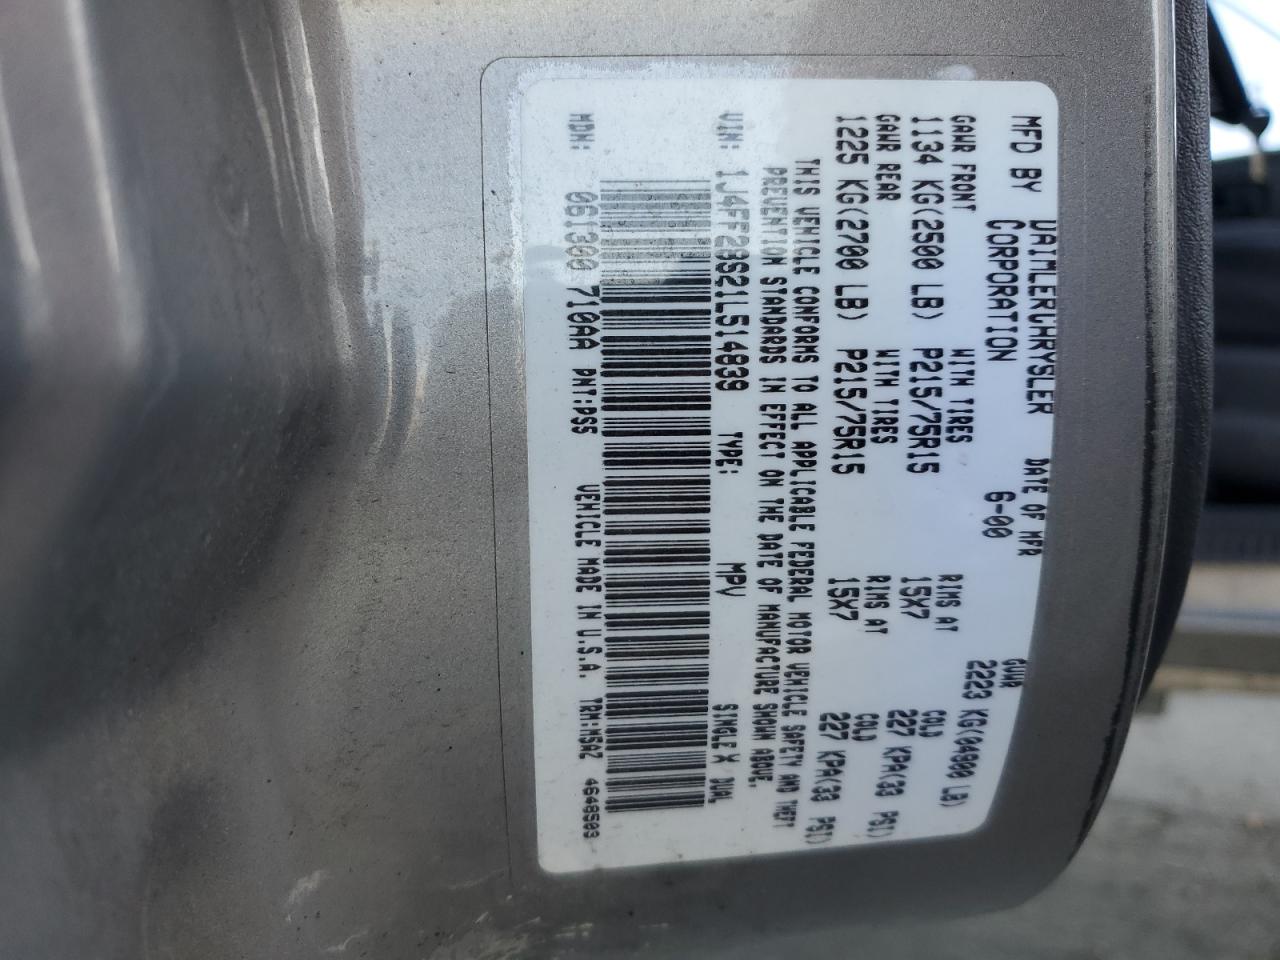 MFD BY DAIMLERCHRYSLER CORPORATION DATE OF MFR 6-00 GVWR 2223 KG(04900 LB)
GAWR FRONT WITH TIRES RIMS AT COLD
1134 KG(2500 LB) P215/75R15 15X7 227 KPA(33 PSI)
GAWR REAR WITH TIRES RIMS AT COLD
1225 KG(2700 LB) P215/75R15 15X7 227 KPA(33 PSI)
THIS VEHICLE CONFORMS TO ALL APPLICABLE FEDERAL MOTOR VEHICLE SAFETY AND THEFT
PREVENTION STANDARDS IN EFFECT ON THE DATE OF MANUFACTURE SHOWN ABOVE.
VIN: 1J4FF28S21L514839 TYPE: MPV SINGLE X DUAL
MDH: 061300 710AA PNT:PS5 VEHICLE MADE IN U.S.A. TRM:M5AZ 4648503